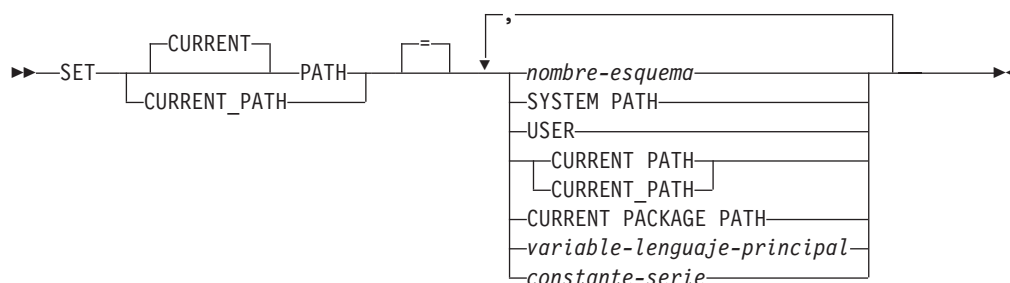 ,
CURRENT
=
SET
PATH
nombre-esquema
CURRENT_PATH
SYSTEM PATH
USER
CURRENT PATH
CURRENT_PATH
CURRENT PACKAGE PATH
variable-lenguaje-principal
constante-serie